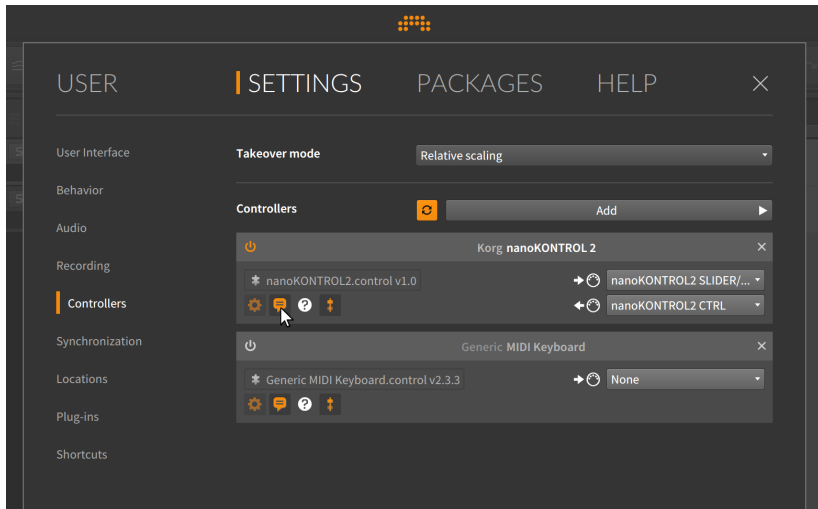 USER
SETTINGS
PACKAGES
HELP
User Interface
Behavior
Audio
Recording
Controllers
Synchronization
Locations
Plug-ins
Shortcuts
Takeover mode
Relative scaling
Controllers
Add
Korg nanoKONTROL 2
nanoKONTROL2.control v1.0
nanoKONTROL2 SLIDER/...
nanoKONTROL2 CTRL
Generic MIDI Keyboard
Generic MIDI Keyboard.control v2.3.3
None